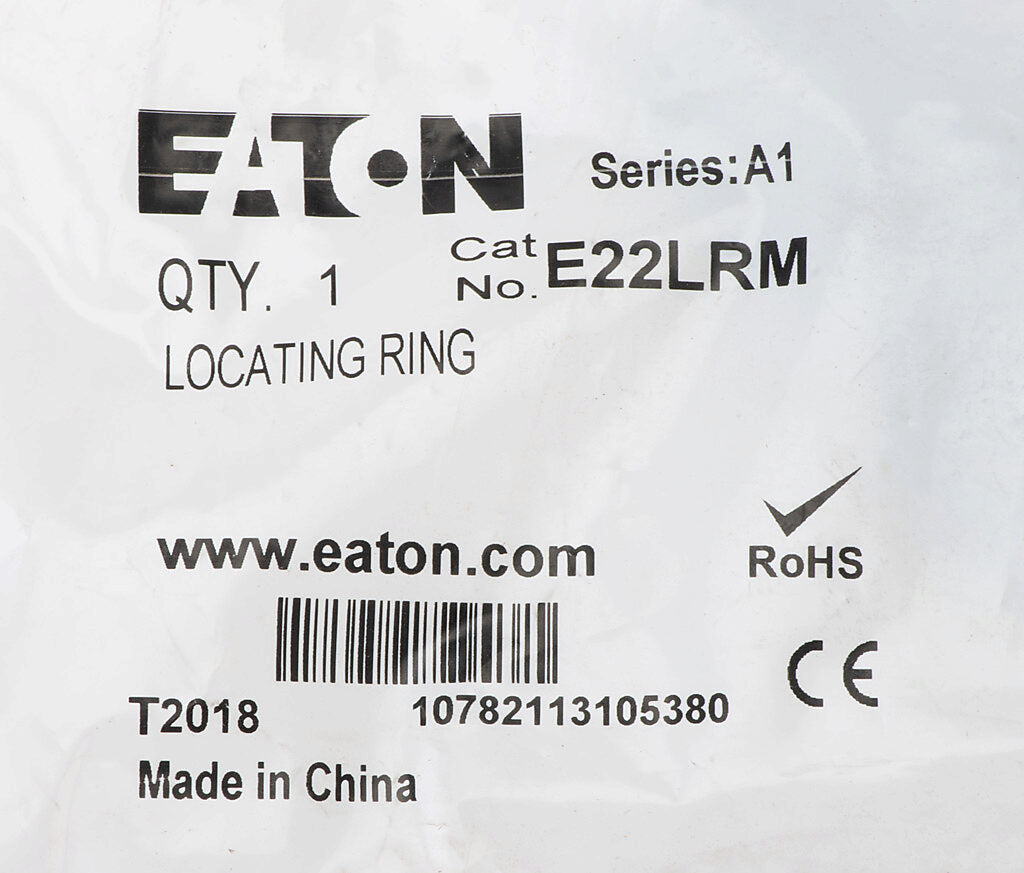 EATON Series:A1
QTY. 1 Cat No. E22LRM
LOCATING RING
www.eaton.com
RoHS
CE
T2018 10782113105380
Made in China